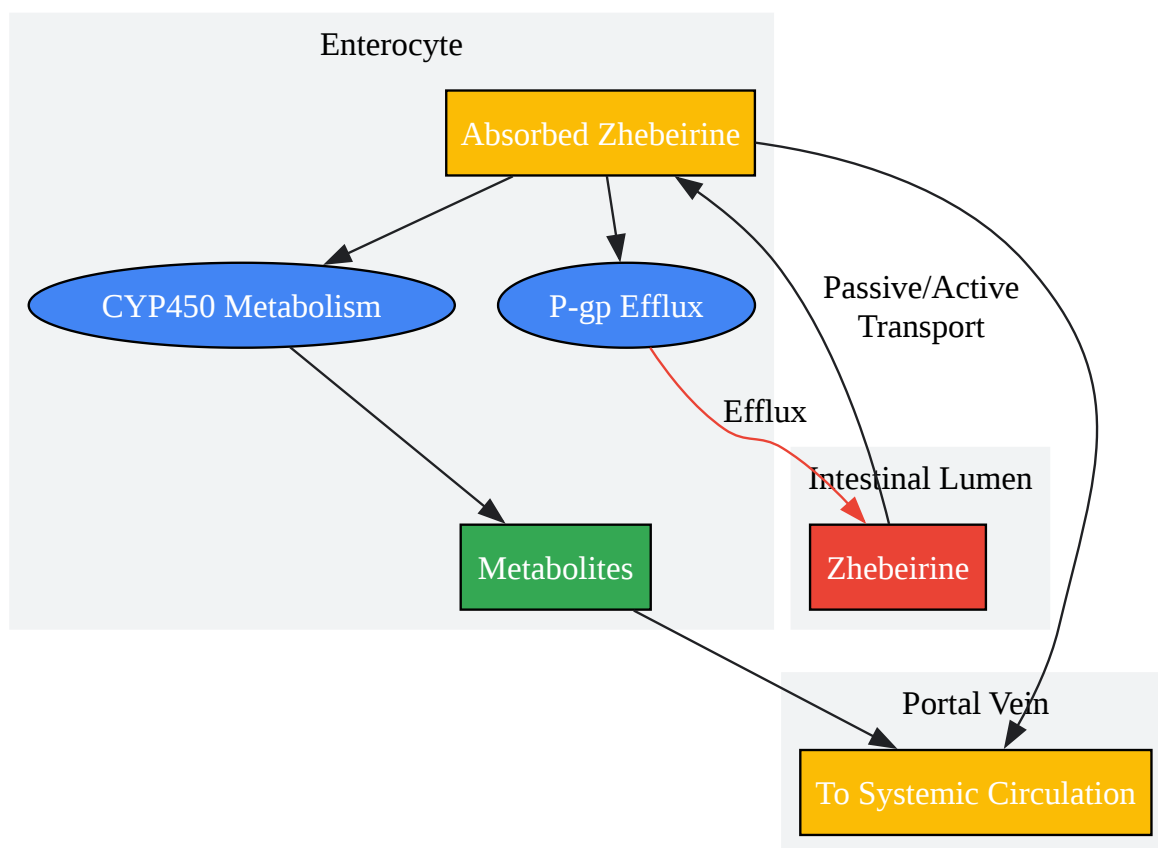 Enterocyte
Absorbed Zhebeirine
CYP450 Metabolism
P-gp Efflux
Passive/Active
Transport
Efflux
Intestinal Lumen
Metabolites
Zhebeirine
Portal Vein
To Systemic Circulation